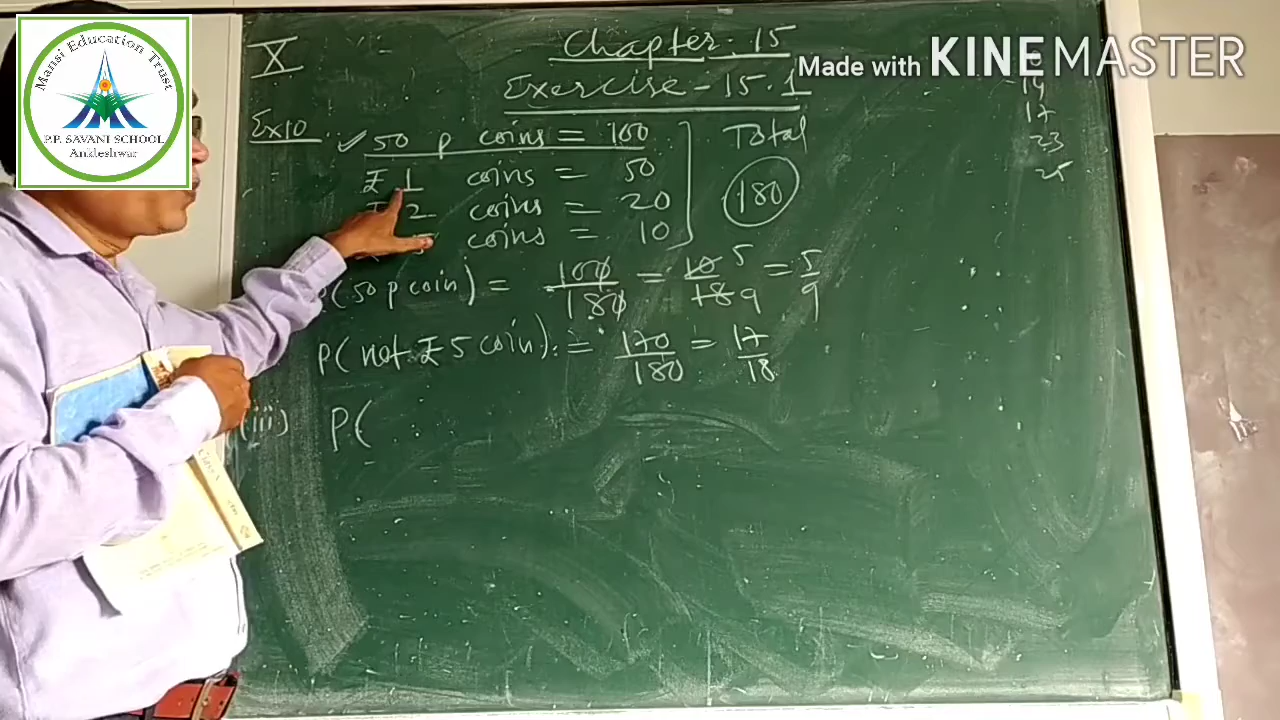 Mansi Education Trust
P.P. SAVANI SCHOOL
Ankleshwar
Made with KINEMASTER
X
Chapter - 15
Exercise - 15.1
14
17
23
25
Ex10
✓ 50 p coins = 100
₹ 1 coins = 50
2 coins = 20
coins = 10
Total
180
P(50 p coin) = 100/180 = 10/18 5/9 = 5/9
P(not ₹ 5 coin) = 170/180 = 17/18
(iii) P(